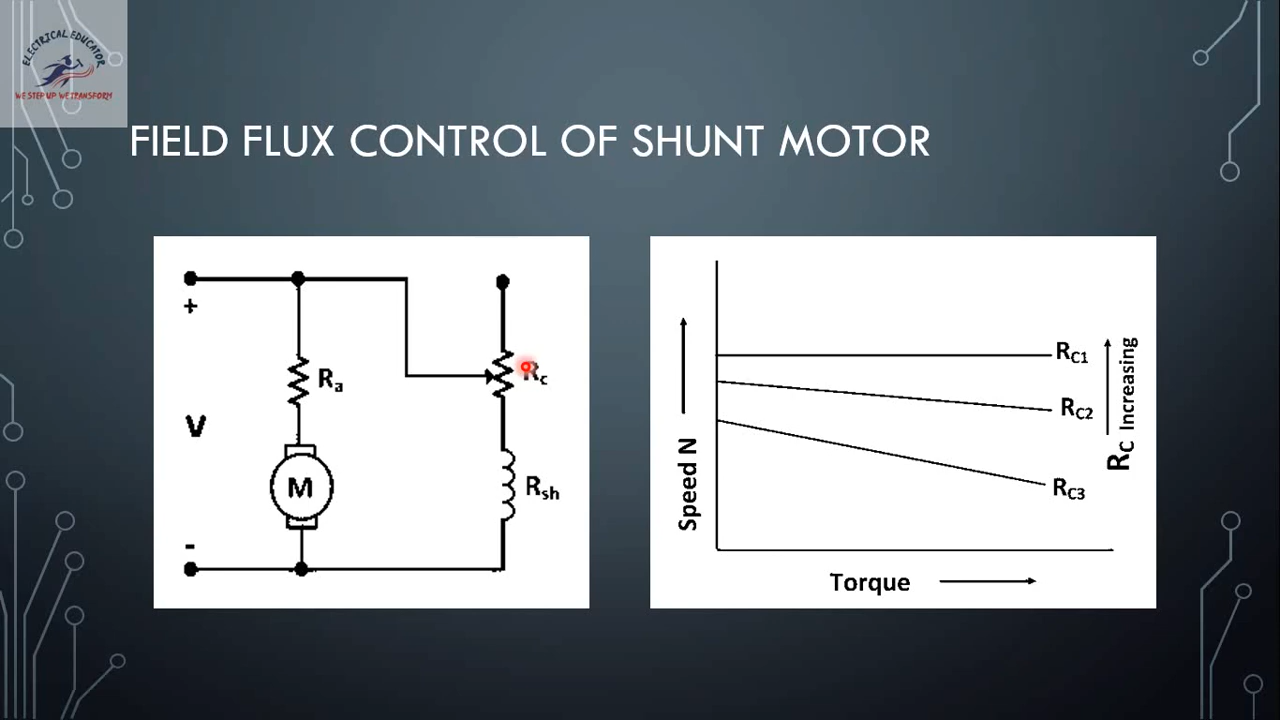 ELECTRICAL EDUCATOR
WE STEP UP WE TRANSFORM
FIELD FLUX CONTROL OF SHUNT MOTOR
+
Ra
Rc
V
M
Rsh
-
Speed N
RC1
RC2
RC3
RC Increasing
Torque